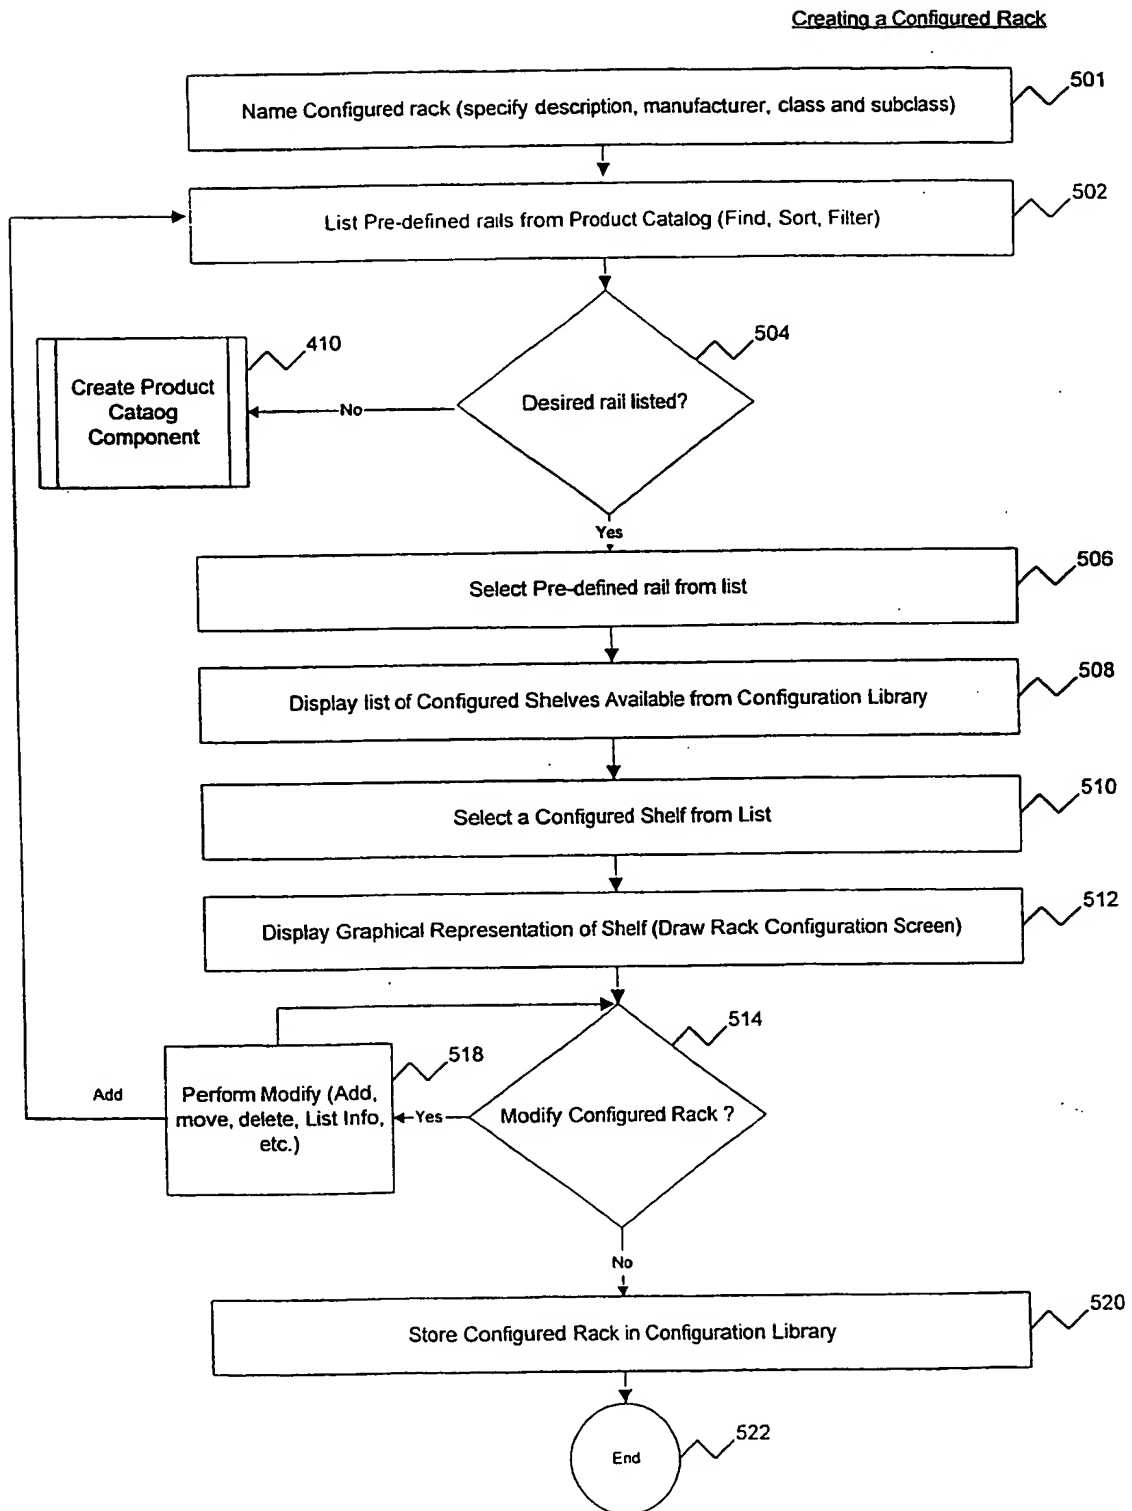 Creating a Configured Rack
Name Configured rack (specify description, manufacturer, class and subclass)
501
List Pre-defined rails from Product Catalog (Find, Sort, Filter)
502
504
Desired rail listed?
No
410
Create Product
Cataog
Component
Yes
Select Pre-defined rail from list
506
Display list of Configured Shelves Available from Configuration Library
508
Select a Configured Shelf from List
510
Display Graphical Representation of Shelf (Draw Rack Configuration Screen)
512
514
Modify Configured Rack ?
Yes
518
Perform Modify (Add,
move, delete, List Info,
etc.)
Add
No
Store Configured Rack in Configuration Library
520
End
522